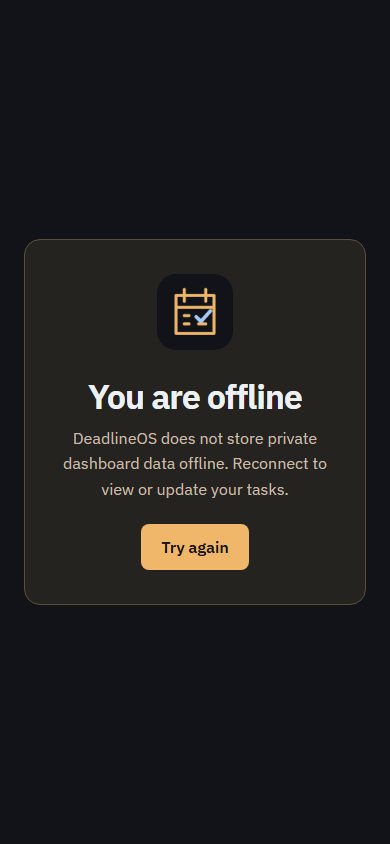 You are offline
DeadlineOS does not store private
dashboard data offline. Reconnect to
view or update your tasks.
Try again